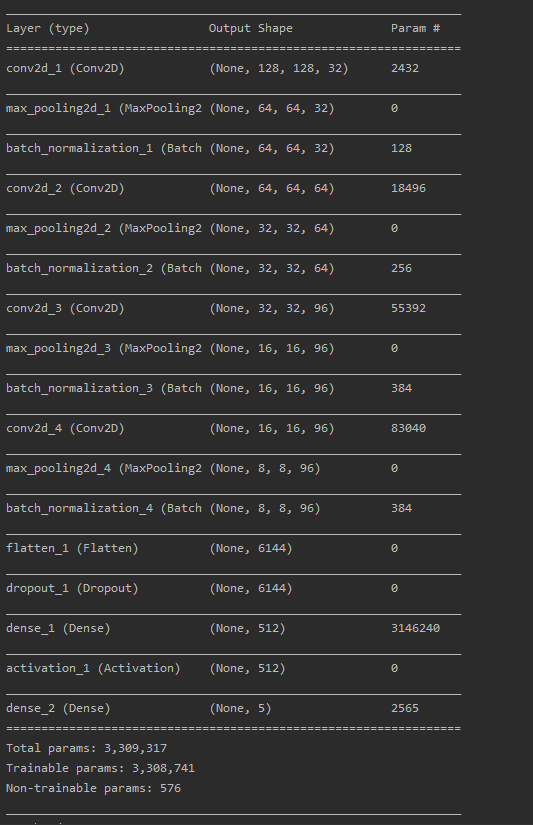 Layer (type) Output Shape Param #
conv2d_1 (Conv2D) (None, 128, 128, 32) 2432
max_pooling2d_1 (MaxPooling2 (None, 64, 64, 32) 0
batch_normalization_1 (Batch (None, 64, 64, 32) 128
conv2d_2 (Conv2D) (None, 64, 64, 64) 18496
max_pooling2d_2 (MaxPooling2 (None, 32, 32, 64) 0
batch_normalization_2 (Batch (None, 32, 32, 64) 256
conv2d_3 (Conv2D) (None, 32, 32, 96) 55392
max_pooling2d_3 (MaxPooling2 (None, 16, 16, 96) 0
batch_normalization_3 (Batch (None, 16, 16, 96) 384
conv2d_4 (Conv2D) (None, 16, 16, 96) 83040
max_pooling2d_4 (MaxPooling2 (None, 8, 8, 96) 0
batch_normalization_4 (Batch (None, 8, 8, 96) 384
flatten_1 (Flatten) (None, 6144) 0
dropout_1 (Dropout) (None, 6144) 0
dense_1 (Dense) (None, 512) 3146240
activation_1 (Activation) (None, 512) 0
dense_2 (Dense) (None, 5) 2565
Total params: 3,309,317
Trainable params: 3,308,741
Non-trainable params: 576